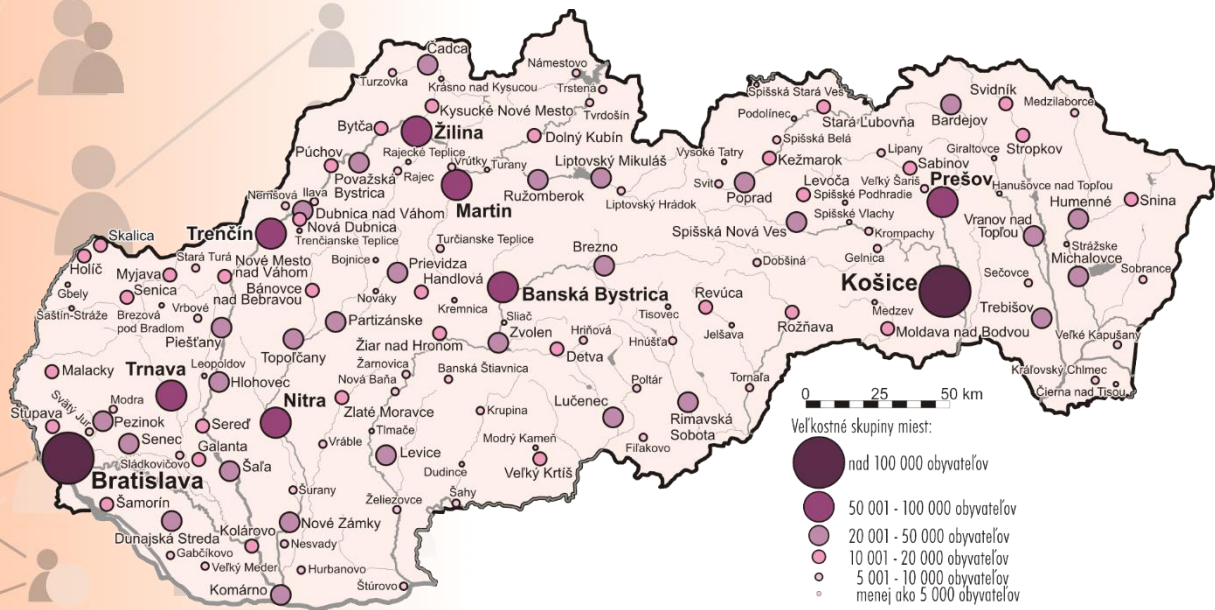 Čadca
Turzovka
Krásno nad Kysucou
Námestovo
Trstená
Tvrdošín
Kysucké Nové Mesto
Bytča
Žilina
Dolný Kubín
Púchov
Považská
Bystrica
Rajecké Teplice
Rajec
Vrútky
Turany
Martin
Ružomberok
Liptovský Mikuláš
Liptovský Hrádok
Spišská Stará Ves
Podolínec
Stará Ľubovňa
Spišská Belá
Vysoké Tatry
Kežmarok
Svit
Poprad
Levoča
Spišské Podhradie
Spišské Vlachy
Spišská Nová Ves
Krompachy
Gelnica
Lipany
Sabinov
Veľký Šariš
Prešov
Bardejov
Svidník
Medzilaborce
Giraltovce
Stropkov
Hanušovce nad Topľou
Humenné
Snina
Vranov nad
Topľou
Strážske
Michalovce
Sobrance
Sečovce
Trebišov
Veľké Kapušany
Kráľovský Chlmec
Čierna nad Tisou
Košice
Medzev
Moldava nad Bodvou
Dobšiná
Rožňava
Revúca
Jelšava
Tisovec
Hnúšťa
Tornaľa
Rimavská
Sobota
Poltár
Lučenec
Fiľakovo
Nemšová
Ilava
Dubnica nad Váhom
Nová Dubnica
Trenčianske Teplice
Trenčín
Turčianske Teplice
Brezno
Bojnice
Prievidza
Handlová
Nováky
Kremnica
Banská Bystrica
Sliač
Zvolen
Hriňová
Detva
Skalica
Holíč
Gbely
Šaštín-Stráže
Stará Turá
Myjava
Senica
Nové Mesto
nad Váhom
Brezová
pod Bradlom
Vrbové
Piešťany
Bánovce
nad Bebravou
Partizánske
Topoľčany
Žiar nad Hronom
Žarnovica
Nová Baňa
Banská Štiavnica
Malacky
Trnava
Leopoldov
Hlohovec
Nitra
Zlaté Moravce
Tlmače
Krupina
Modrý Kameň
Veľký Krtíš
Stupava
Svätý Jur
Modra
Pezinok
Senec
Sládkovičovo
Sereď
Galanta
Šaľa
Vráble
Levice
Dudince
Šahy
Bratislava
Šamorín
Dunajská Streda
Gabčíkovo
Veľký Meder
Kolárovo
Šurany
Nové Zámky
Nesvady
Hurbanovo
Komárno
Želiezovce
Štúrovo
0 25 50 km
Veľkostné skupiny miest:
nad 100 000 obyvateľov
50 001 - 100 000 obyvateľov
20 001 - 50 000 obyvateľov
10 001 - 20 000 obyvateľov
5 001 - 10 000 obyvateľov
menej ako 5 000 obyvateľov